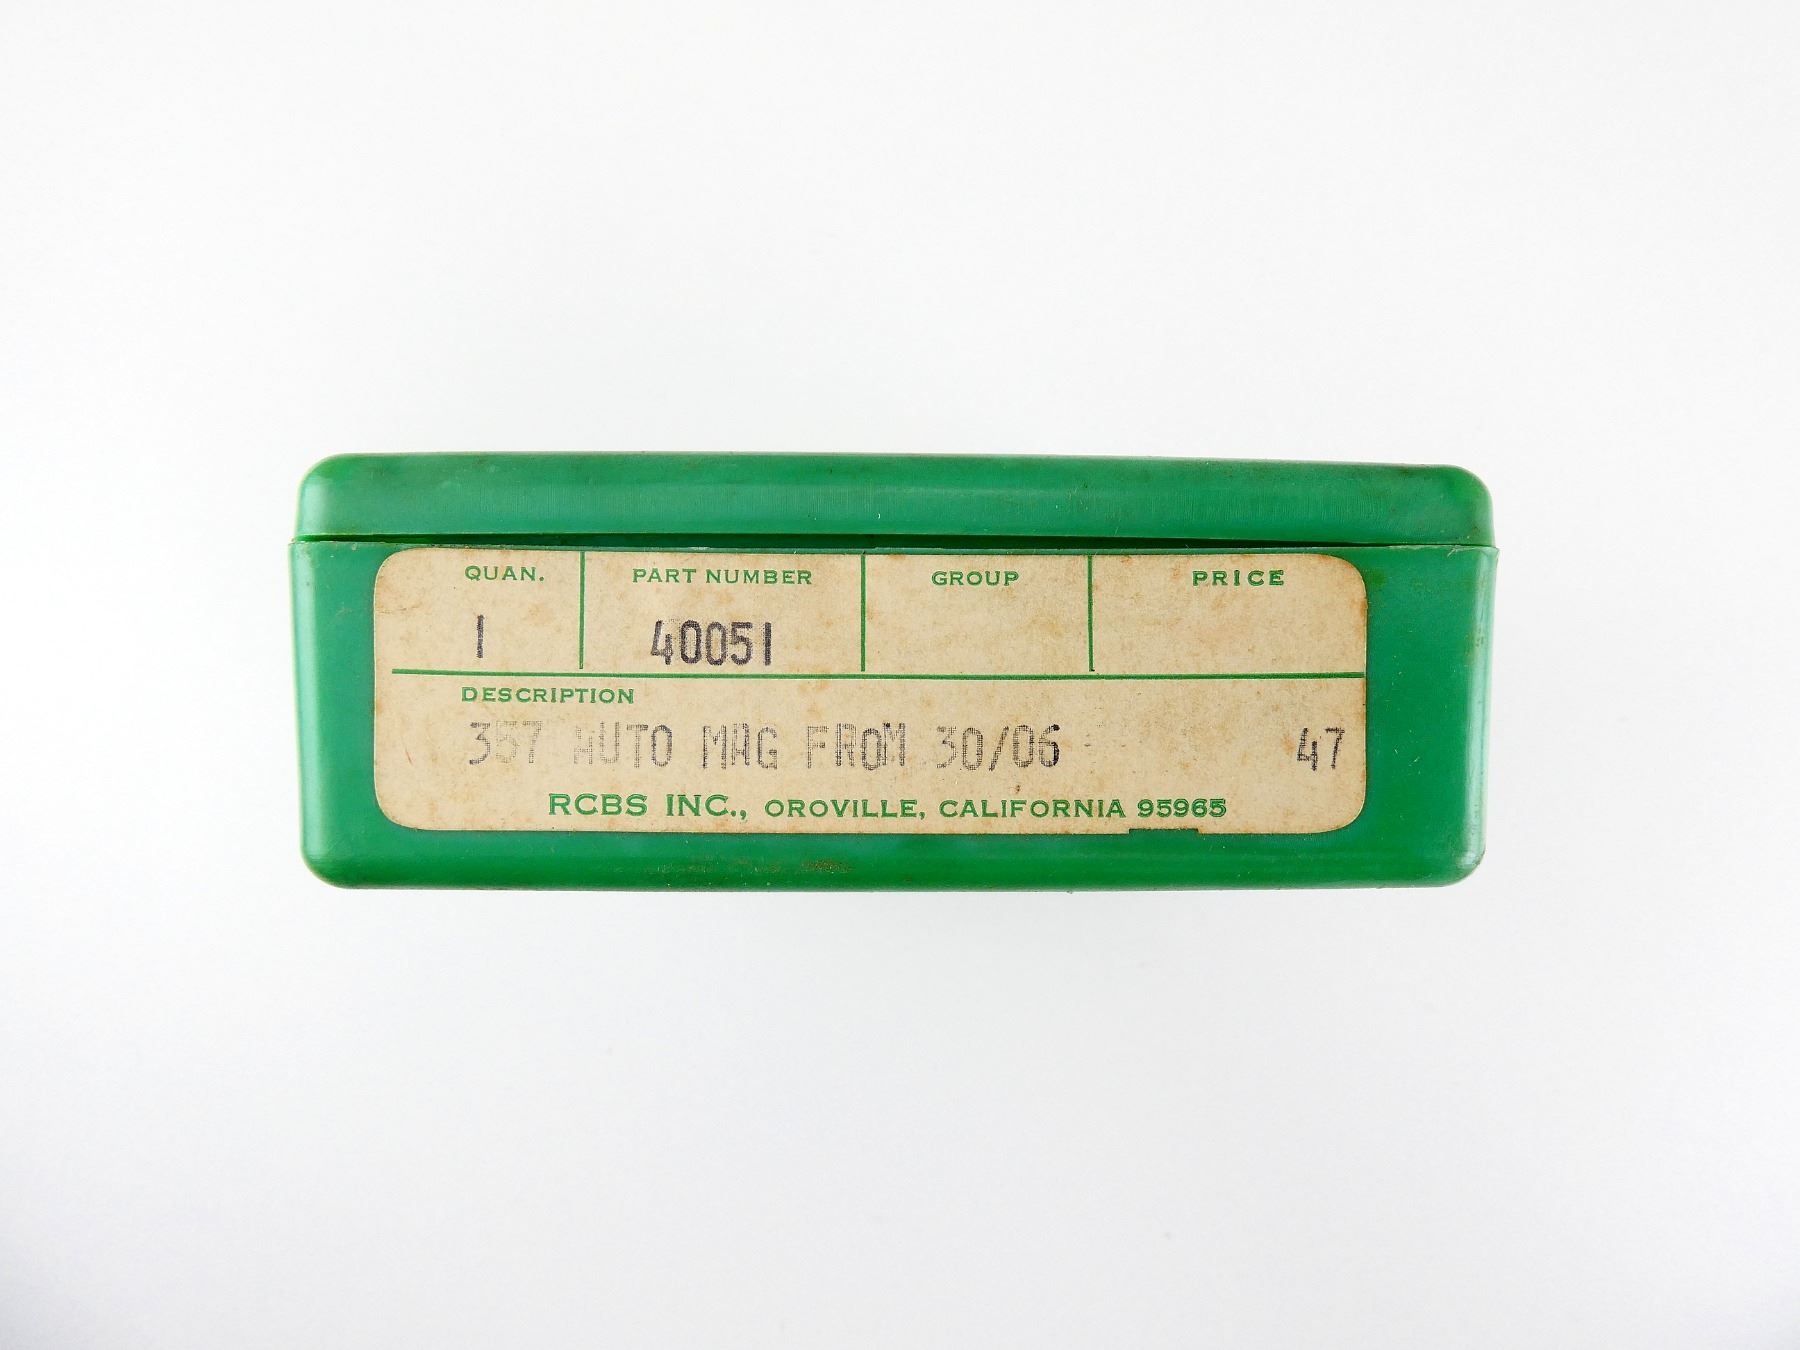 QUAN. PART NUMBER GROUP PRICE
1 40051
DESCRIPTION
357 AUTO MAG FROM 30/06 47
RCBS INC., OROVILLE, CALIFORNIA 95965